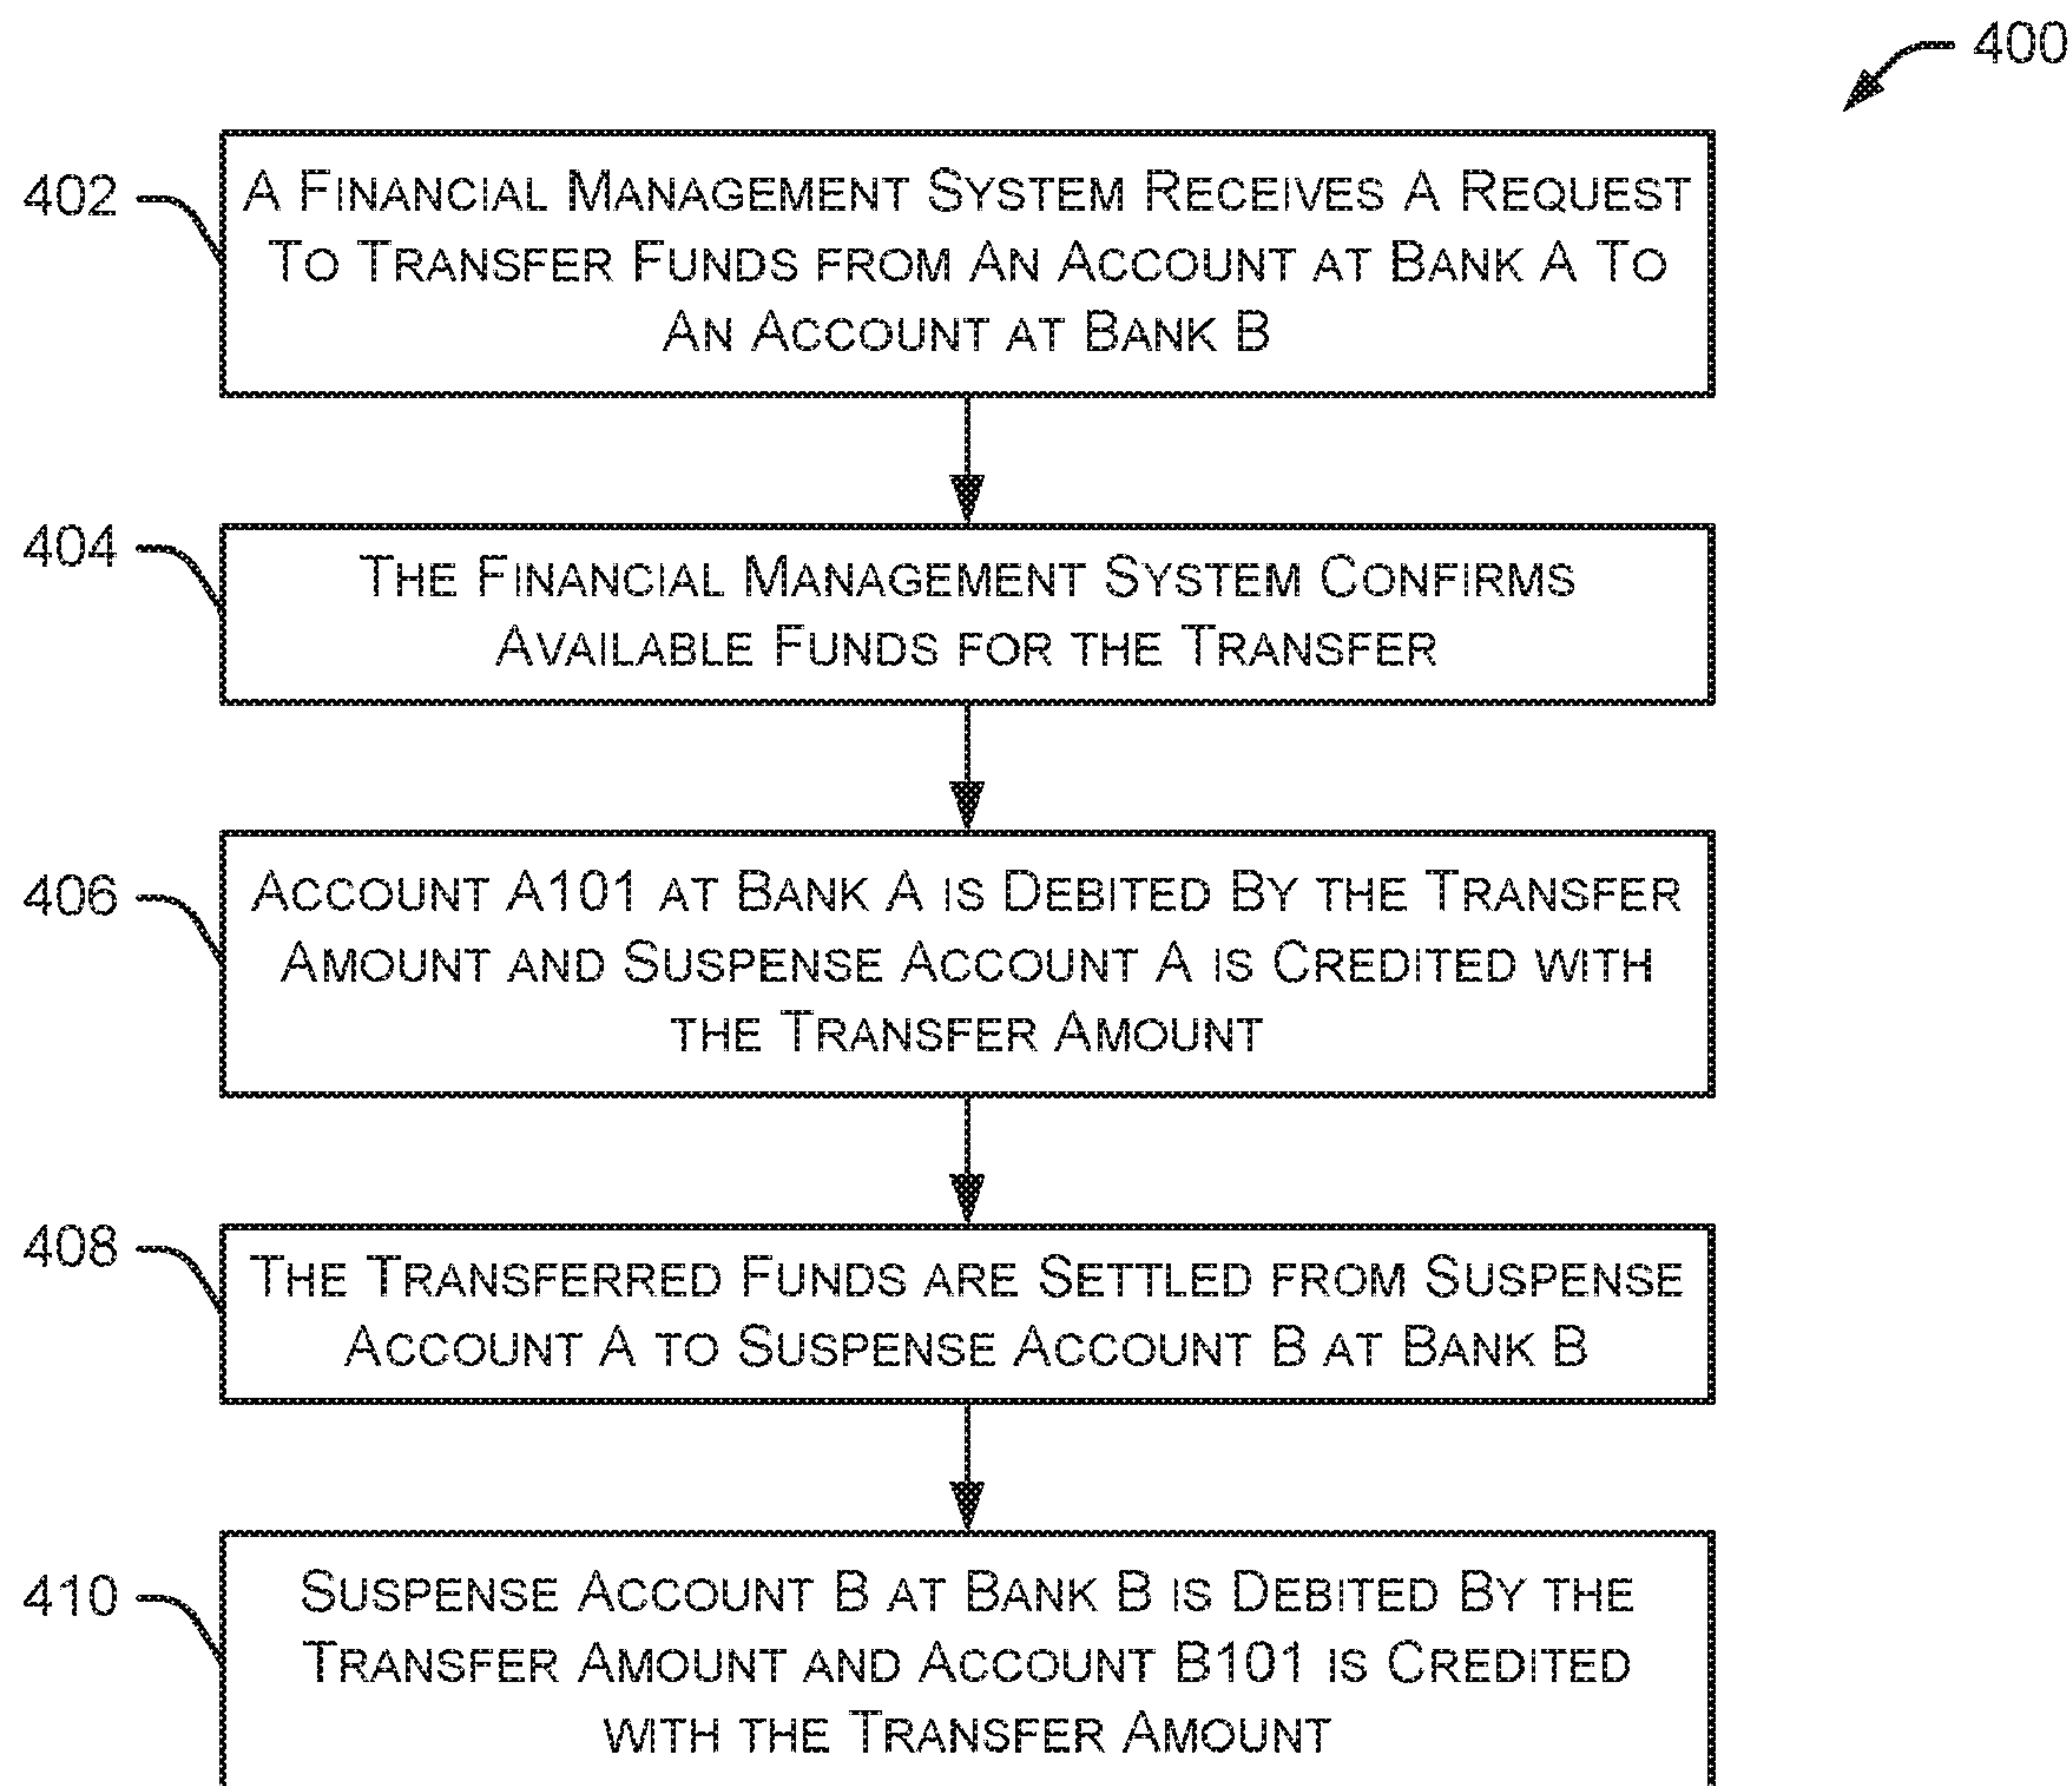 400
402
A FINANCIAL MANAGEMENT SYSTEM RECEIVES A REQUEST
TO TRANSFER FUNDS FROM AN ACCOUNT AT BANK A TO
AN ACCOUNT AT BANK B
404
THE FINANCIAL MANAGEMENT SYSTEM CONFIRMS
AVAILABLE FUNDS FOR THE TRANSFER
406
ACCOUNT A101 AT BANK A IS DEBITED BY THE TRANSFER
AMOUNT AND SUSPENSE ACCOUNT A IS CREDITED WITH
THE TRANSFER AMOUNT
408
THE TRANSFERRED FUNDS ARE SETTLED FROM SUSPENSE
ACCOUNT A TO SUSPENSE ACCOUNT B AT BANK B
410
SUSPENSE ACCOUNT B AT BANK B IS DEBITED BY THE
TRANSFER AMOUNT AND ACCOUNT B101 IS CREDITED
WITH THE TRANSFER AMOUNT